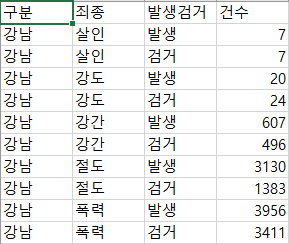 구분 죄종 발생검거 건수
강남 살인 발생 7
강남 살인 검거 7
강남 강도 발생 20
강남 강도 검거 24
강남 강간 발생 607
강남 강간 검거 496
강남 절도 발생 3130
강남 절도 검거 1383
강남 폭력 발생 3956
강남 폭력 검거 3411